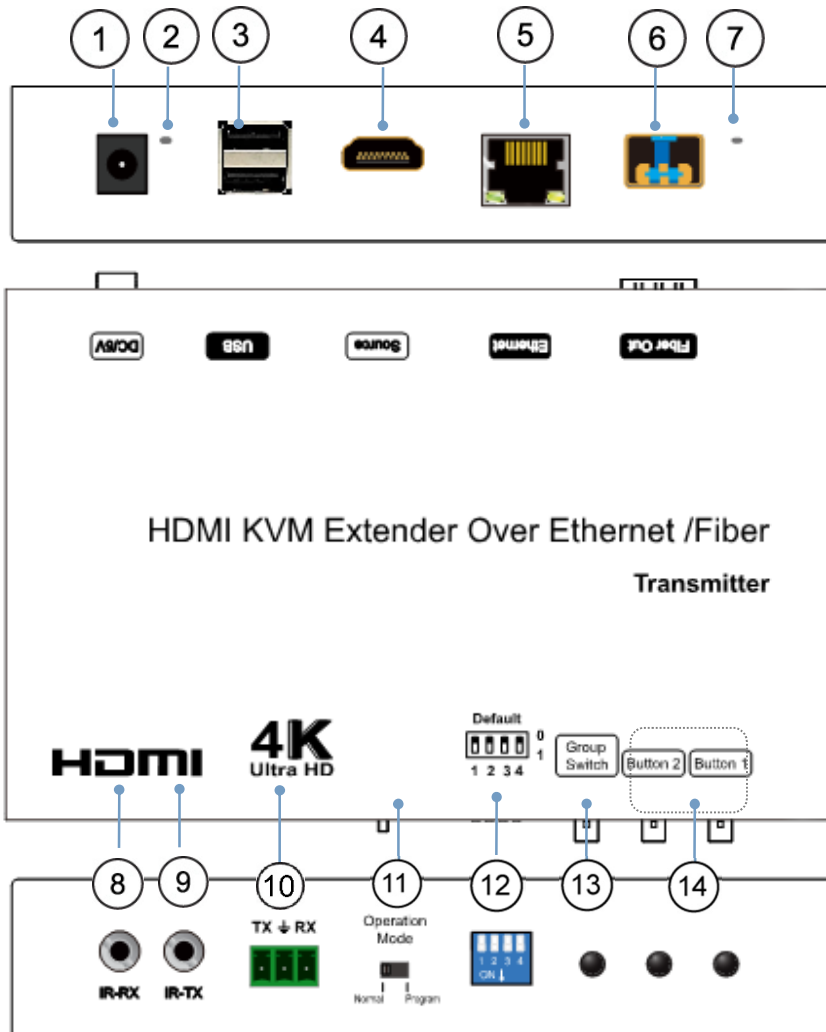 1 2 3 4 5 6 7
DC/5V USB Source Ethernet Fiber Out
HDMI KVM Extender Over Ethernet /Fiber
Transmitter
Default
0
1
1 2 3 4
HDMI
4K
Ultra HD
Group
Switch
Button 2
Button 1
8 9 10 11 12 13 14
TX RX
Operation
Mode
Normal Program
IR-RX IR-TX
1 2 3 4
ON ↓